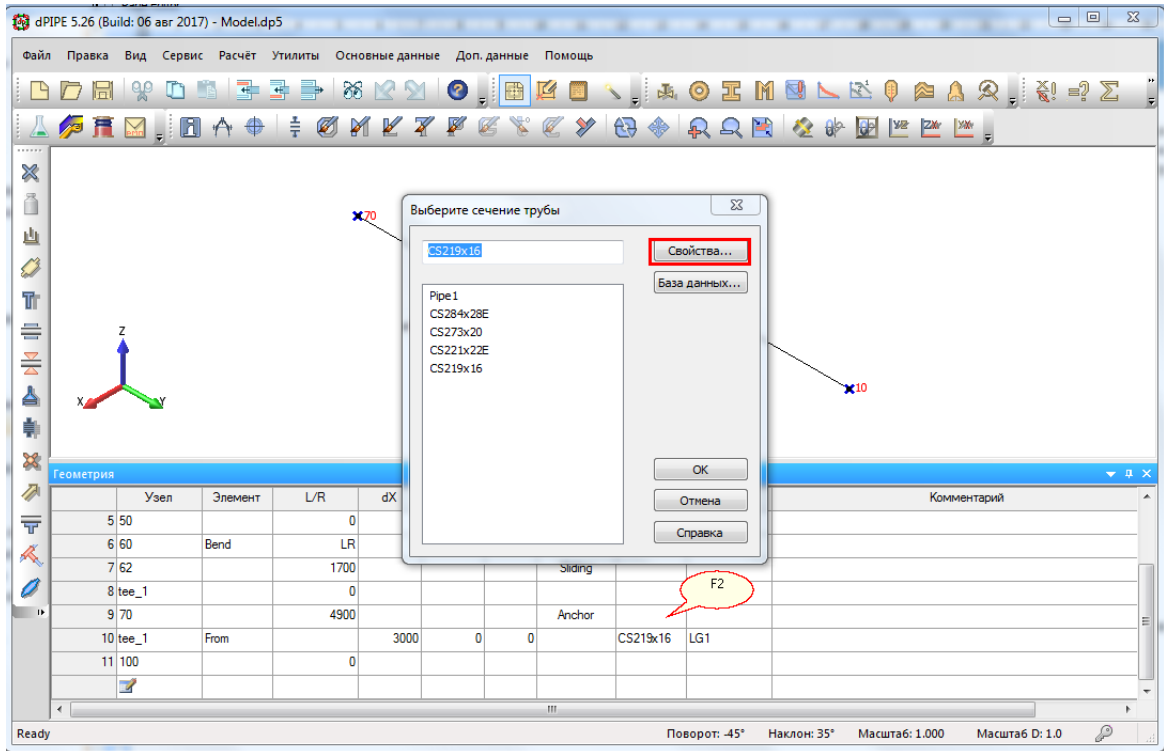 dPIPE 5.26 (Build: 06 авг 2017) - Model.dp5
Файл Правка Вид Сервис Расчёт Утилиты Основные данные Доп. данные Помощь
70
Выберите сечение трубы
CS219x16
Свойства...
База данных...
Pipe1
CS284x28E
CS273x20
CS221x22E
CS219x16
Z
X
Y
10
OK
Отмена
Справка
Геометрия
Узел Элемент L/R dX Комментарий
5 50 0
6 60 Bend LR
7 62 1700 Sliding
8 tee_1 0
F2
9 70 4900 Anchor
10 tee_1 From 3000 0 0 CS219x16 LG1
11 100 0
Ready Поворот: -45° Наклон: 35° Масштаб: 1.000 Масштаб D: 1.0